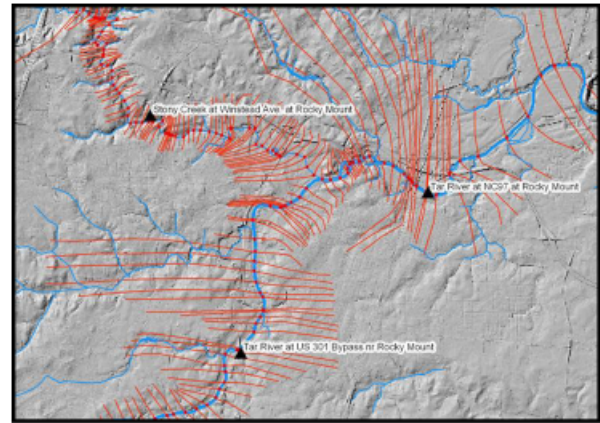 Stony Creek at Winstead Ave. at Rocky Mount
Tar River at NC97 at Rocky Mount
Tar River at US 301 Bypass nr Rocky Mount